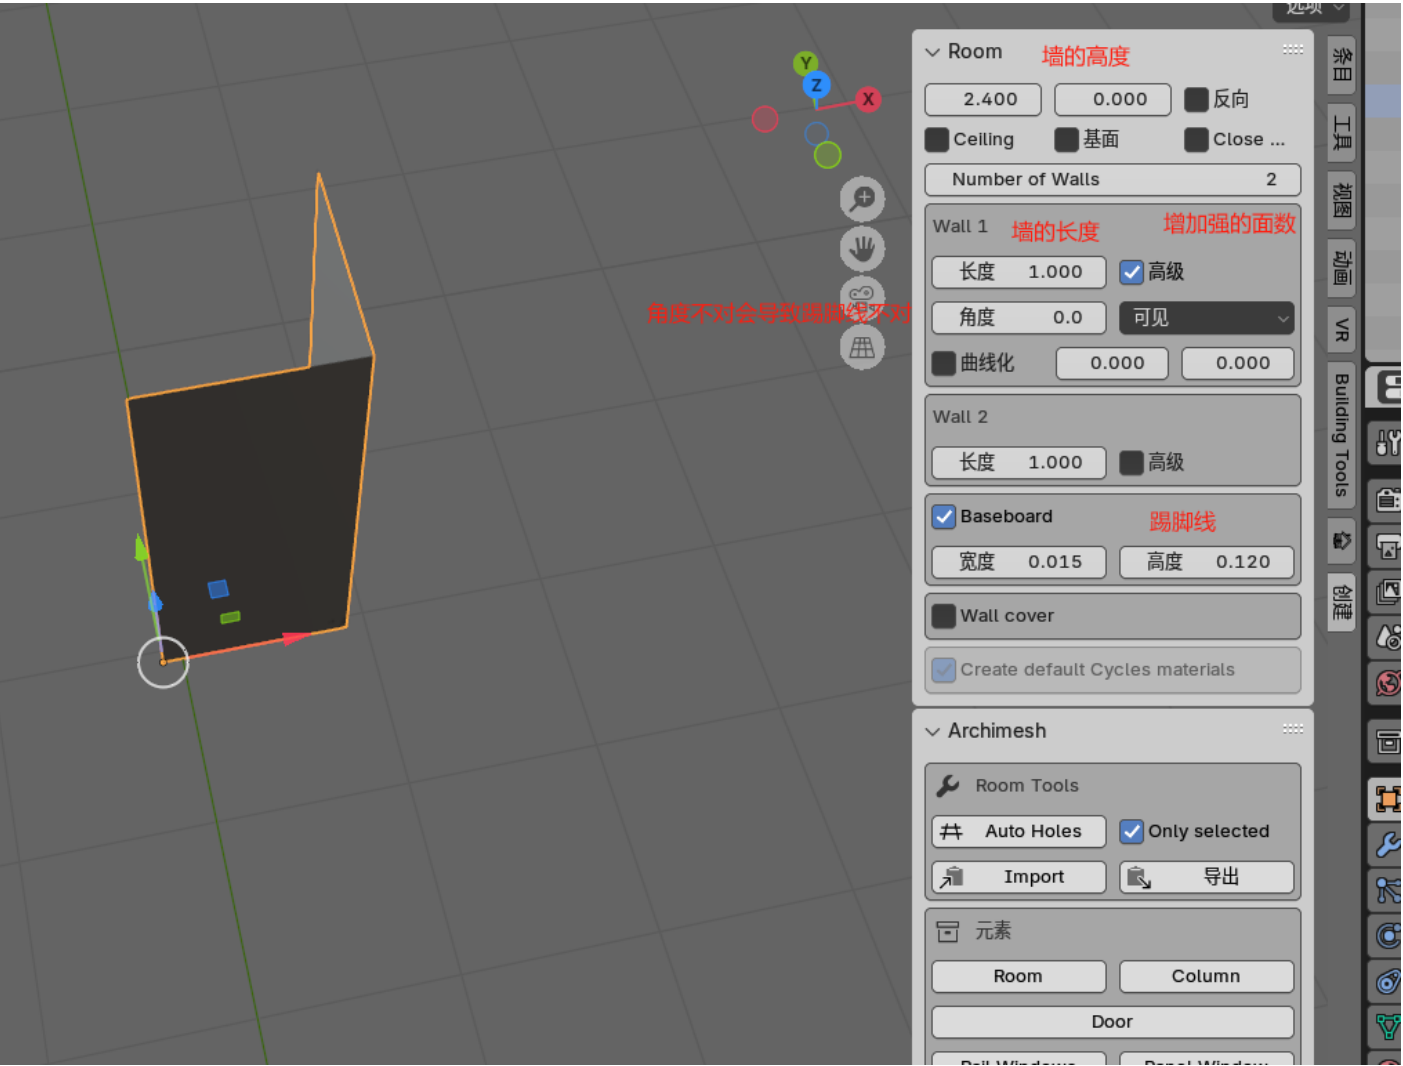 选项
Room 墙的高度
2.400 0.000 反向
Ceiling 基面 Close ...
Number of Walls 2
Wall 1 墙的长度 增加强的面数
长度 1.000 高级
角度不对会导致踢脚线不对
角度 0.0 可见
曲线化 0.000 0.000
Wall 2
长度 1.000 高级
Baseboard 踢脚线
宽度 0.015 高度 0.120
Wall cover
Create default Cycles materials
Archimesh
Room Tools
Auto Holes Only selected
Import 导出
元素
Room Column
Door
Rail Windows Panel Window
Y
Z
X
条目
工具
视图
动画
VR
Building Tools
创建